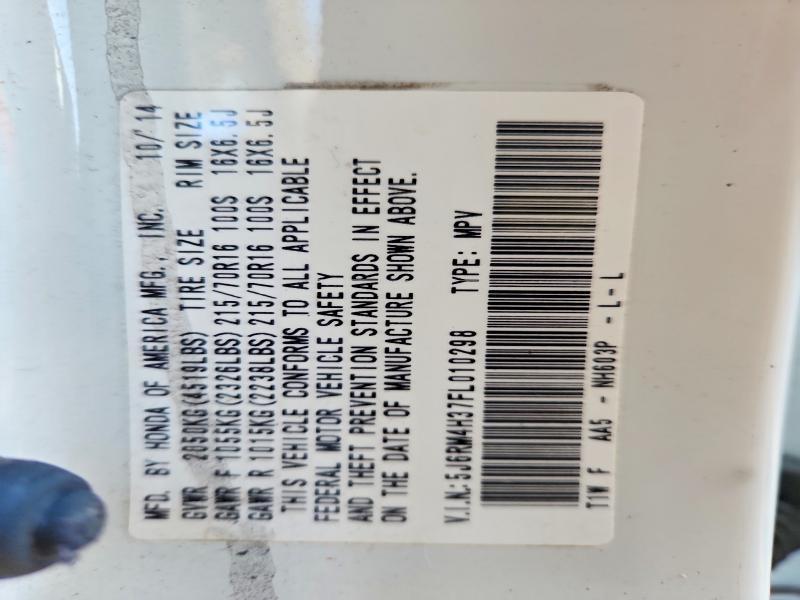 MFD. BY HONDA OF AMERICA MFG., INC. 10/14
GVWR 2050KG(4519LBS) TIRE SIZE RIM SIZE
GAWR F 1055KG(2326LBS) 215/70R16 100S 16X6.5J
GAWR R 1015KG(2238LBS) 215/70R16 100S 16X6.5J
THIS VEHICLE CONFORMS TO ALL APPLICABLE
FEDERAL MOTOR VEHICLE SAFETY
AND THEFT PREVENTION STANDARDS IN EFFECT
ON THE DATE OF MANUFACTURE SHOWN ABOVE.
V.I.N:5J6RM4H37FL010298 TYPE: MPV
T1W F AA5 - NH603P - L - L